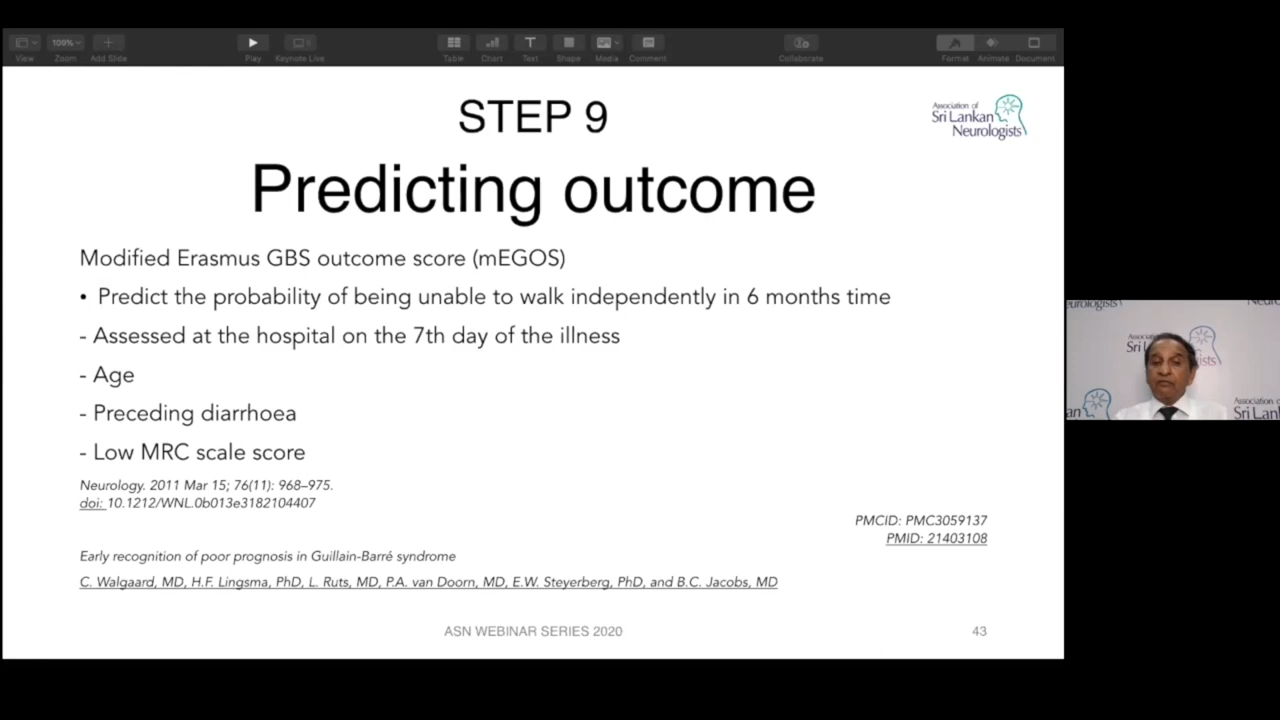 109%
View
Zoom
Add Slide
Play
Keynote Live
Table
Chart
Text
Shape
Media
Comment
Collaborate
Format
Animate
Document
STEP 9
Association of
Sri Lankan
Neurologists
Predicting outcome
Modified Erasmus GBS outcome score (mEGOS)
• Predict the probability of being unable to walk independently in 6 months time
- Assessed at the hospital on the 7th day of the illness
- Age
- Preceding diarrhoea
- Low MRC scale score
Neurology. 2011 Mar 15; 76(11): 968–975.
doi: 10.1212/WNL.0b013e3182104407
PMCID: PMC3059137
PMID: 21403108
Early recognition of poor prognosis in Guillain-Barré syndrome
C. Walgaard, MD, H.F. Lingsma, PhD, L. Ruts, MD, P.A. van Doorn, MD, E.W. Steyerberg, PhD, and B.C. Jacobs, MD
ASN WEBINAR SERIES 2020
43
Association of
Sri Lan